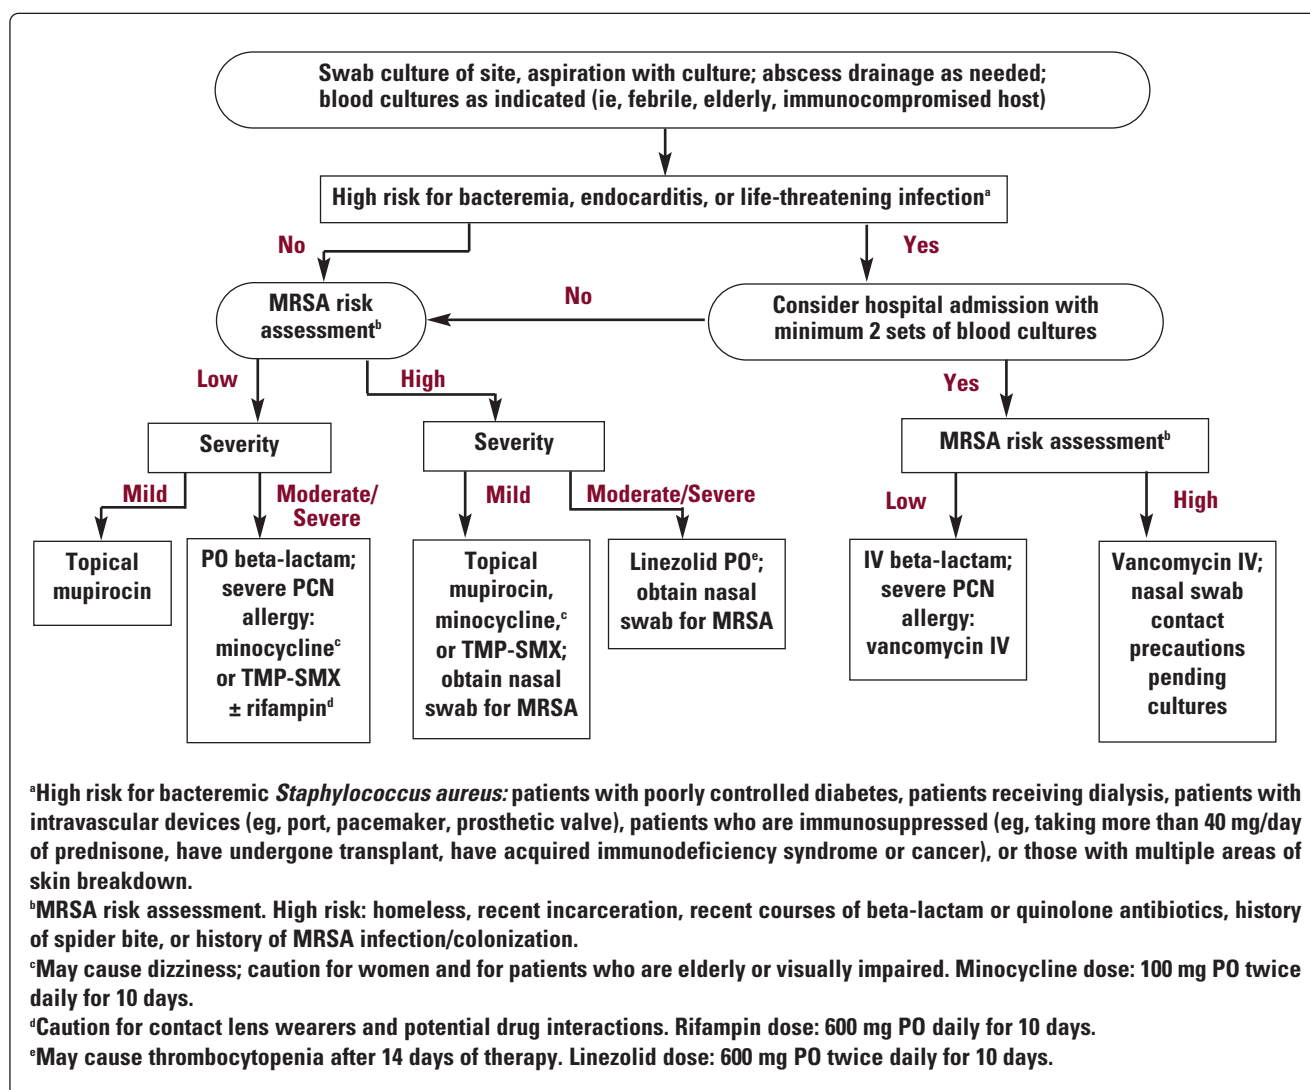 Swab culture of site, aspiration with culture; abscess drainage as needed;
blood cultures as indicated (ie, febrile, elderly, immunocompromised host)
High risk for bacteremia, endocarditis, or life-threatening infectionᵃ
No
Yes
MRSA risk
assessmentᵇ
No
Consider hospital admission with
minimum 2 sets of blood cultures
Low
High
Yes
Severity
Severity
MRSA risk assessmentᵇ
Mild
Moderate/
Severe
Mild
Moderate/Severe
Low
High
Topical
mupirocin
PO beta-lactam;
severe PCN
allergy:
minocyclineᶜ
or TMP-SMX
± rifampinᵈ
Topical
mupirocin,
minocycline,ᶜ
or TMP-SMX;
obtain nasal
swab for MRSA
Linezolid POᵉ;
obtain nasal
swab for MRSA
IV beta-lactam;
severe PCN
allergy:
vancomycin IV
Vancomycin IV;
nasal swab
contact
precautions
pending
cultures
ᵃHigh risk for bacteremic Staphylococcus aureus: patients with poorly controlled diabetes, patients receiving dialysis, patients with
intravascular devices (eg, port, pacemaker, prosthetic valve), patients who are immunosuppressed (eg, taking more than 40 mg/day
of prednisone, have undergone transplant, have acquired immunodeficiency syndrome or cancer), or those with multiple areas of
skin breakdown.
ᵇMRSA risk assessment. High risk: homeless, recent incarceration, recent courses of beta-lactam or quinolone antibiotics, history
of spider bite, or history of MRSA infection/colonization.
ᶜMay cause dizziness; caution for women and for patients who are elderly or visually impaired. Minocycline dose: 100 mg PO twice
daily for 10 days.
ᵈCaution for contact lens wearers and potential drug interactions. Rifampin dose: 600 mg PO daily for 10 days.
ᵉMay cause thrombocytopenia after 14 days of therapy. Linezolid dose: 600 mg PO twice daily for 10 days.